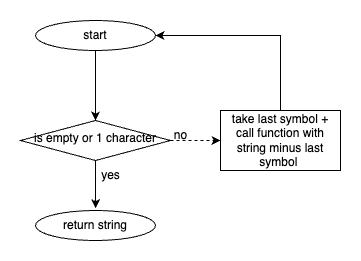 start
is empty or 1 character
no
take last symbol +
call function with
string minus last
symbol
yes
return string